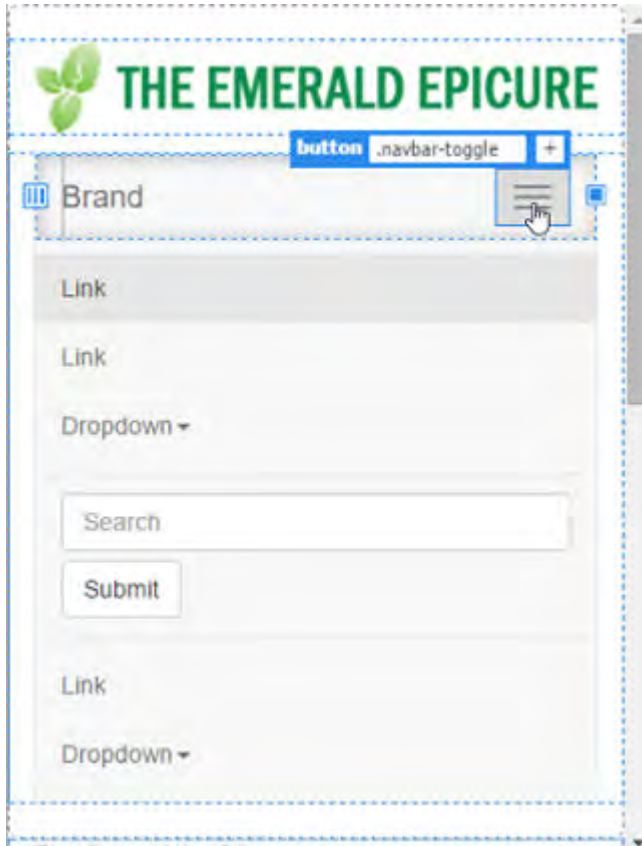 THE EMERALD EPICURE
button .navbar-toggle +
Brand
Link
Link
Dropdown
Search
Submit
Link
Dropdown